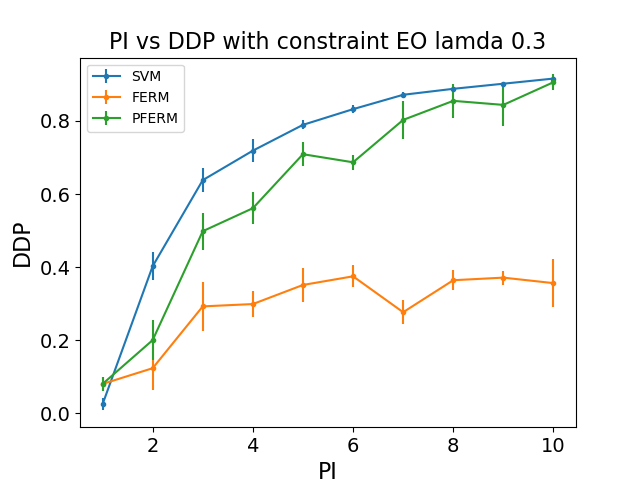 PI vs DDP with constraint EO lamda 0.3
SVM
FERM
PFERM
DDP
0.8
0.6
0.4
0.2
0.0
2
4
6
8
10
PI